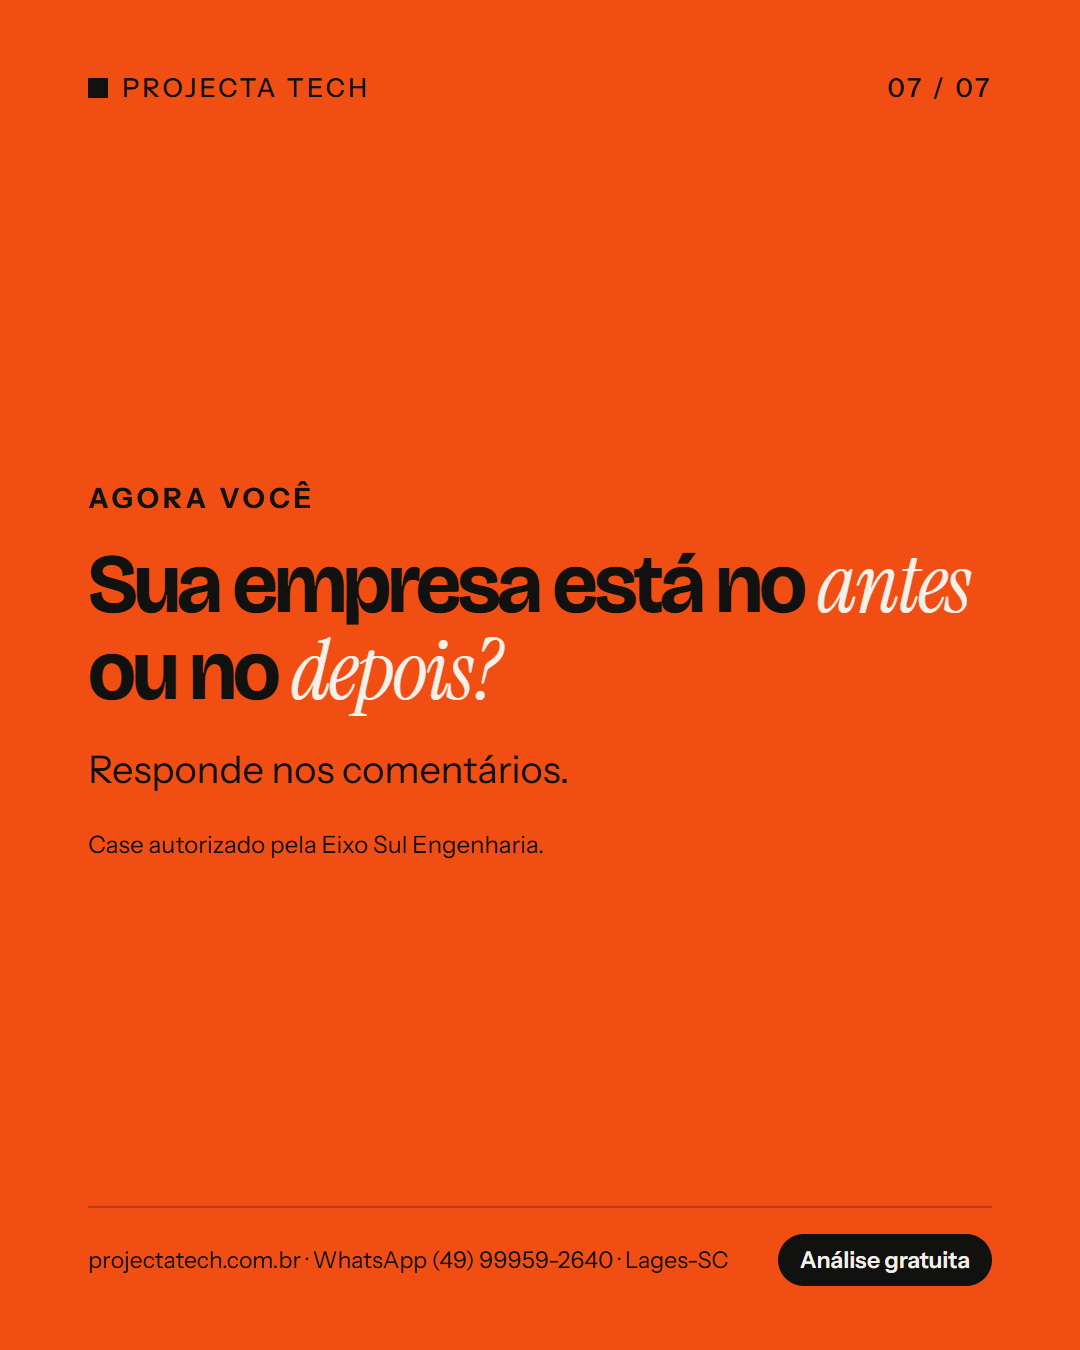 PROJECTA TECH
07 / 07
AGORA VOCÊ
Sua empresa está no antes
ou no depois?
Responde nos comentários.
Case autorizado pela Eixo Sul Engenharia.
projectatech.com.br · WhatsApp (49) 99959-2640 · Lages-SC
Análise gratuita